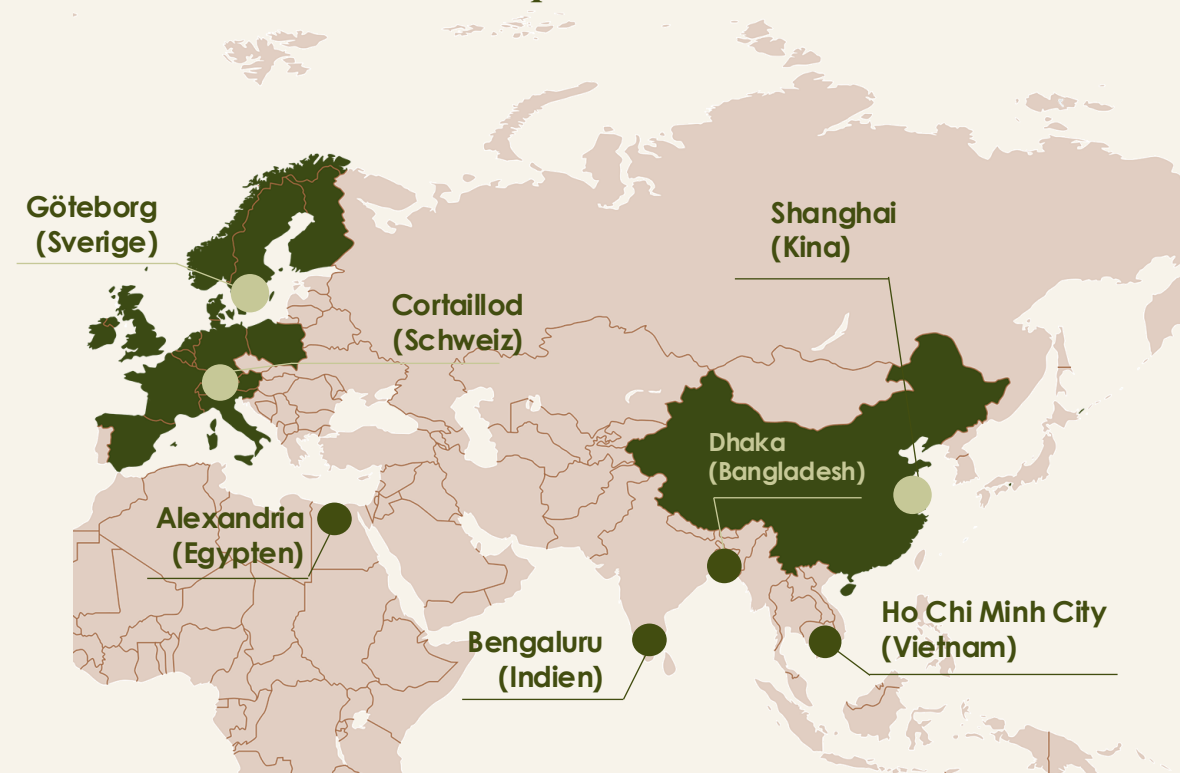 Göteborg
(Sverige)
Shanghai
(Kina)
Cortaillod
(Schweiz)
Dhaka
(Bangladesh)
Alexandria
(Egypten)
Ho Chi Minh City
(Vietnam)
Bengaluru
(Indien)